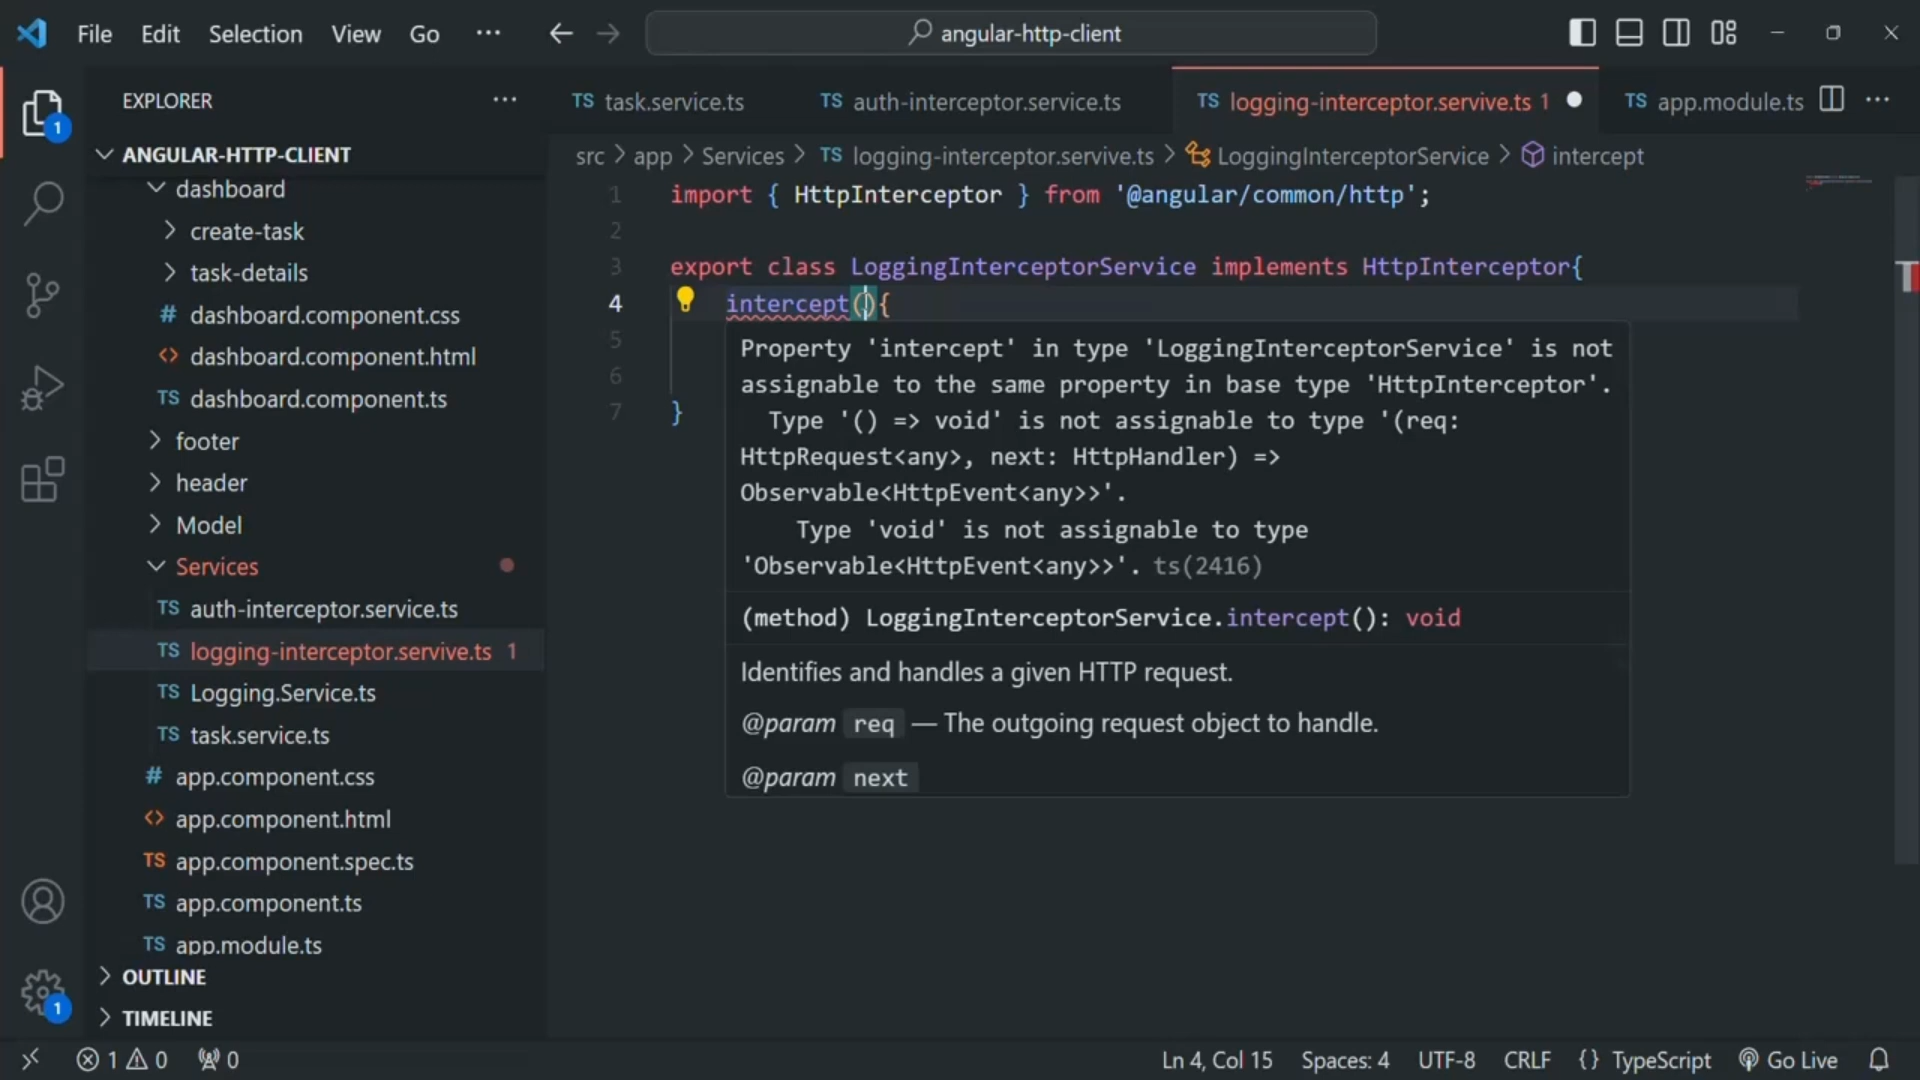 File Edit Selection View Go ... angular-http-client
EXPLORER ...
ANGULAR-HTTP-CLIENT
dashboard
create-task
task-details
# dashboard.component.css
<> dashboard.component.html
TS dashboard.component.ts
footer
header
Model
Services
TS auth-interceptor.service.ts
TS logging-interceptor.servive.ts 1
TS Logging.Service.ts
TS task.service.ts
# app.component.css
<> app.component.html
TS app.component.spec.ts
TS app.component.ts
TS app.module.ts
OUTLINE
TIMELINE
1
1
TS task.service.ts TS auth-interceptor.service.ts TS logging-interceptor.servive.ts 1 TS app.module.ts ...
src > app > Services > TS logging-interceptor.servive.ts > LoggingInterceptorService > intercept
1 import { HttpInterceptor } from '@angular/common/http';
2
3 export class LoggingInterceptorService implements HttpInterceptor{
4 intercept(){
5
6
7 }
Property 'intercept' in type 'LoggingInterceptorService' is not
assignable to the same property in base type 'HttpInterceptor'.
Type '() => void' is not assignable to type '(req:
HttpRequest<any>, next: HttpHandler) =>
Observable<HttpEvent<any>>'.
Type 'void' is not assignable to type
'Observable<HttpEvent<any>>'. ts(2416)
(method) LoggingInterceptorService.intercept(): void
Identifies and handles a given HTTP request.
@param req — The outgoing request object to handle.
@param next
1 0 0 Ln 4, Col 15 Spaces: 4 UTF-8 CRLF {} TypeScript Go Live